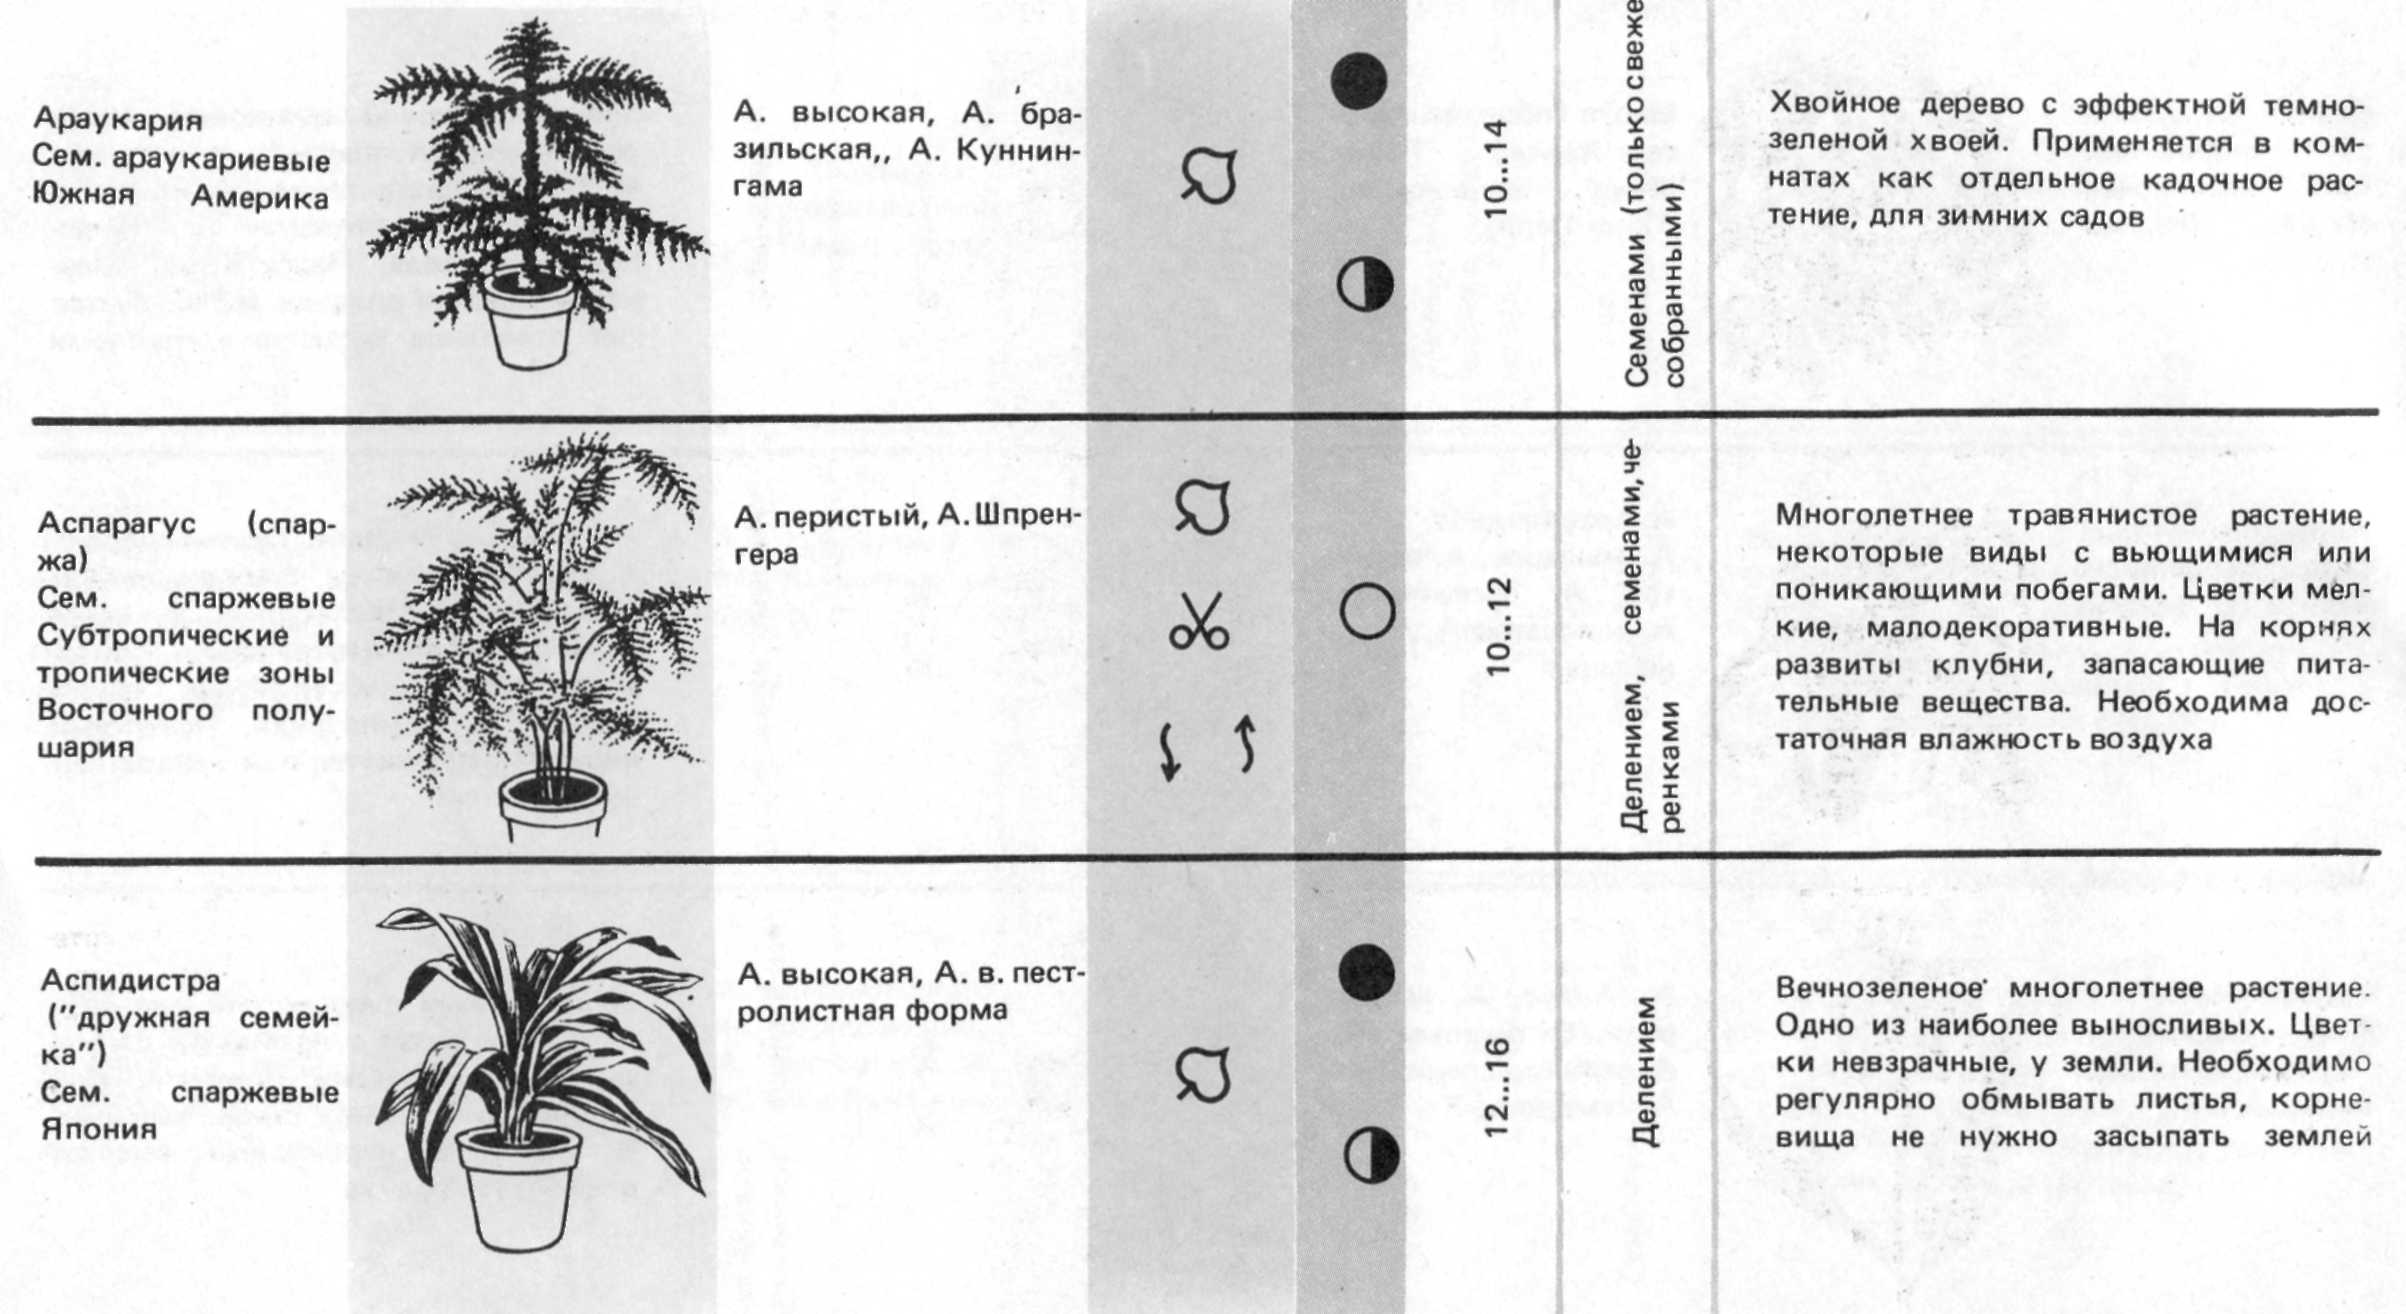 Араукария
Сем. араукариевые
Южная Америка
А. высокая, А. бра-
зильская,, А. Куннин-
гама
10...14
Семенами (только свеже
собранными)
Хвойное дерево с эффектной темно-
зеленой хвоей. Применяется в ком-
натах как отдельное кадочное рас-
тение, для зимних садов
Аспарагус (спар-
жа)
Сем. спаржевые
Субтропические и
тропические зоны
Восточного полу-
шария
А. перистый, А. Шпрен-
гера
10...12
Делением, семенами, че-
ренками
Многолетнее травянистое растение,
некоторые виды с вьющимися или
поникающими побегами. Цветки мел-
кие, малодекоративные. На корнях
развиты клубни, запасающие пита-
тельные вещества. Необходима дос-
таточная влажность воздуха
Аспидистра
("дружная семей-
ка")
Сем. спаржевые
Япония
А. высокая, А. в. пест-
ролистная форма
12...16
Делением
Вечнозеленое многолетнее растение.
Одно из наиболее выносливых. Цвет-
ки невзрачные, у земли. Необходимо
регулярно обмывать листья, корне-
вища не нужно засыпать землей